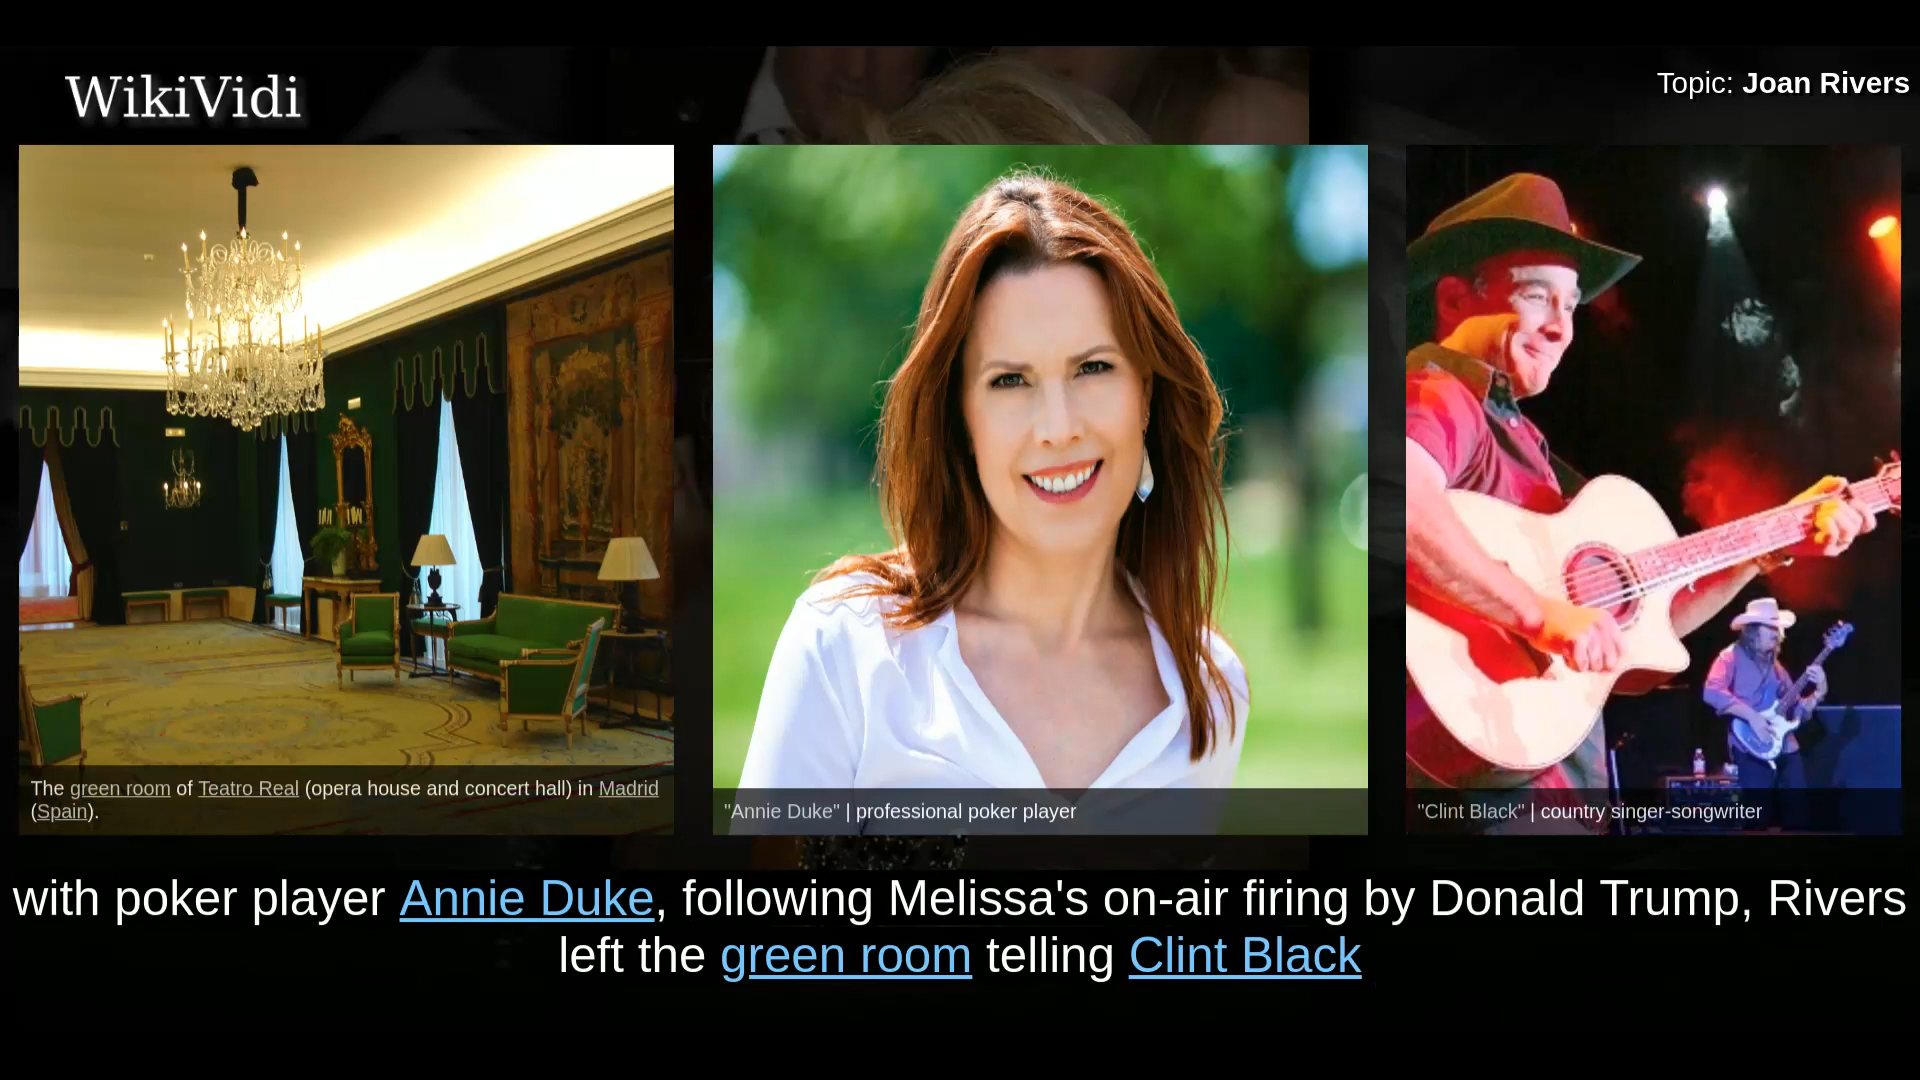 WikiVidi
Topic: Joan Rivers
The green room of Teatro Real (opera house and concert hall) in Madrid
(Spain).
"Annie Duke" | professional poker player
"Clint Black" | country singer-songwriter
with poker player Annie Duke, following Melissa's on-air firing by Donald Trump, Rivers
left the green room telling Clint Black